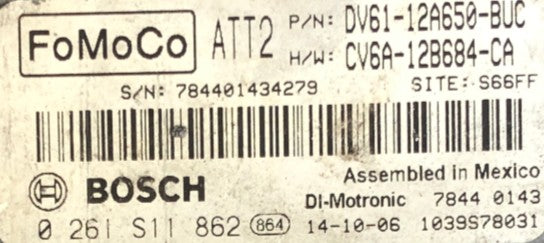 FoMoCo ATT2 P/N: DV61-12A650-BUC
H/W: CV6A-12B684-CA
S/N: 784401434279 SITE: S66FF
Assembled in Mexico
BOSCH DI-Motronic 7844 0143
0 261 S11 862 864 14-10-06 1039S78031